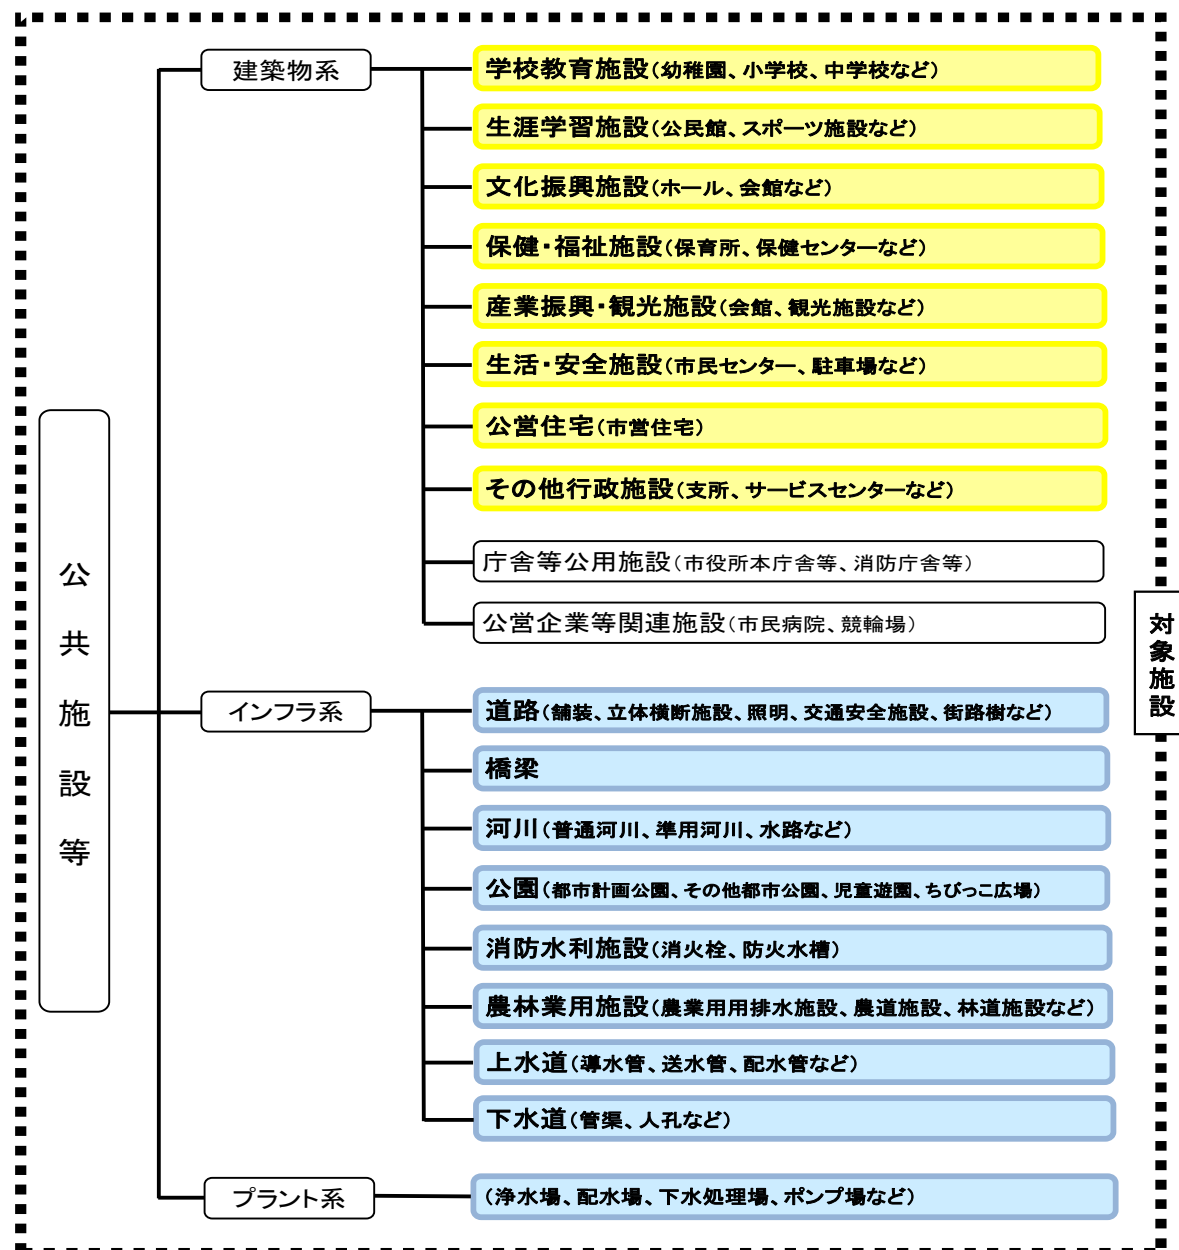 公共施設等
建築物系
学校教育施設（幼稚園、小学校、中学校など）
生涯学習施設（公民館、スポーツ施設など）
文化振興施設（ホール、会館など）
保健・福祉施設（保育所、保健センターなど）
産業振興・観光施設（会館、観光施設など）
生活・安全施設（市民センター、駐車場など）
公営住宅（市営住宅）
その他行政施設（支所、サービスセンターなど）
庁舎等公用施設（市役所本庁舎等、消防庁舎等）
公営企業等関連施設（市民病院、競輪場）
インフラ系
道路（舗装、立体横断施設、照明、交通安全施設、街路樹など）
橋梁
河川（普通河川、準用河川、水路など）
公園（都市計画公園、その他都市公園、児童遊園、ちびっこ広場）
消防水利施設（消火栓、防火水槽）
農林業用施設（農業用用排水施設、農道施設、林道施設など）
上水道（導水管、送水管、配水管など）
下水道（管渠、人孔など）
プラント系
（浄水場、配水場、下水処理場、ポンプ場など）
対象施設